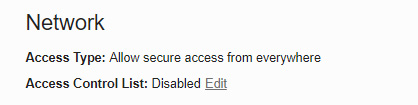 Network
Access Type: Allow secure access from everywhere
Access Control List: Disabled Edit